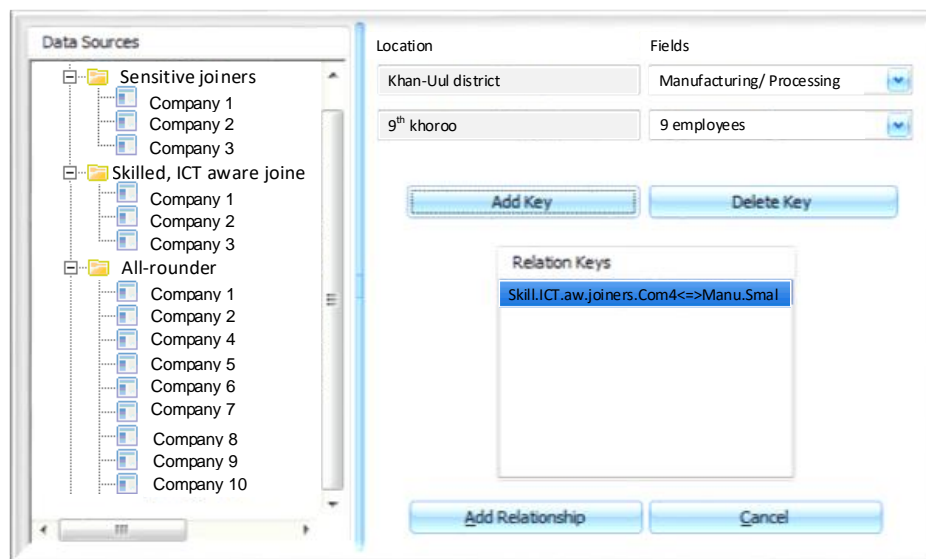 Data Sources
Sensitive joiners
Company 1
Company 2
Company 3
Skilled, ICT aware joine
Company 1
Company 2
Company 3
All-rounder
Company 1
Company 2
Company 4
Company 5
Company 6
Company 7
Company 8
Company 9
Company 10
Location Fields
Khan-Uul district Manufacturing/ Processing
9th khoroo 9 employees
Add Key Delete Key
Relation Keys
Skill.ICT.aw.joiners.Com4<=>Manu.Smal
Add Relationship Cancel